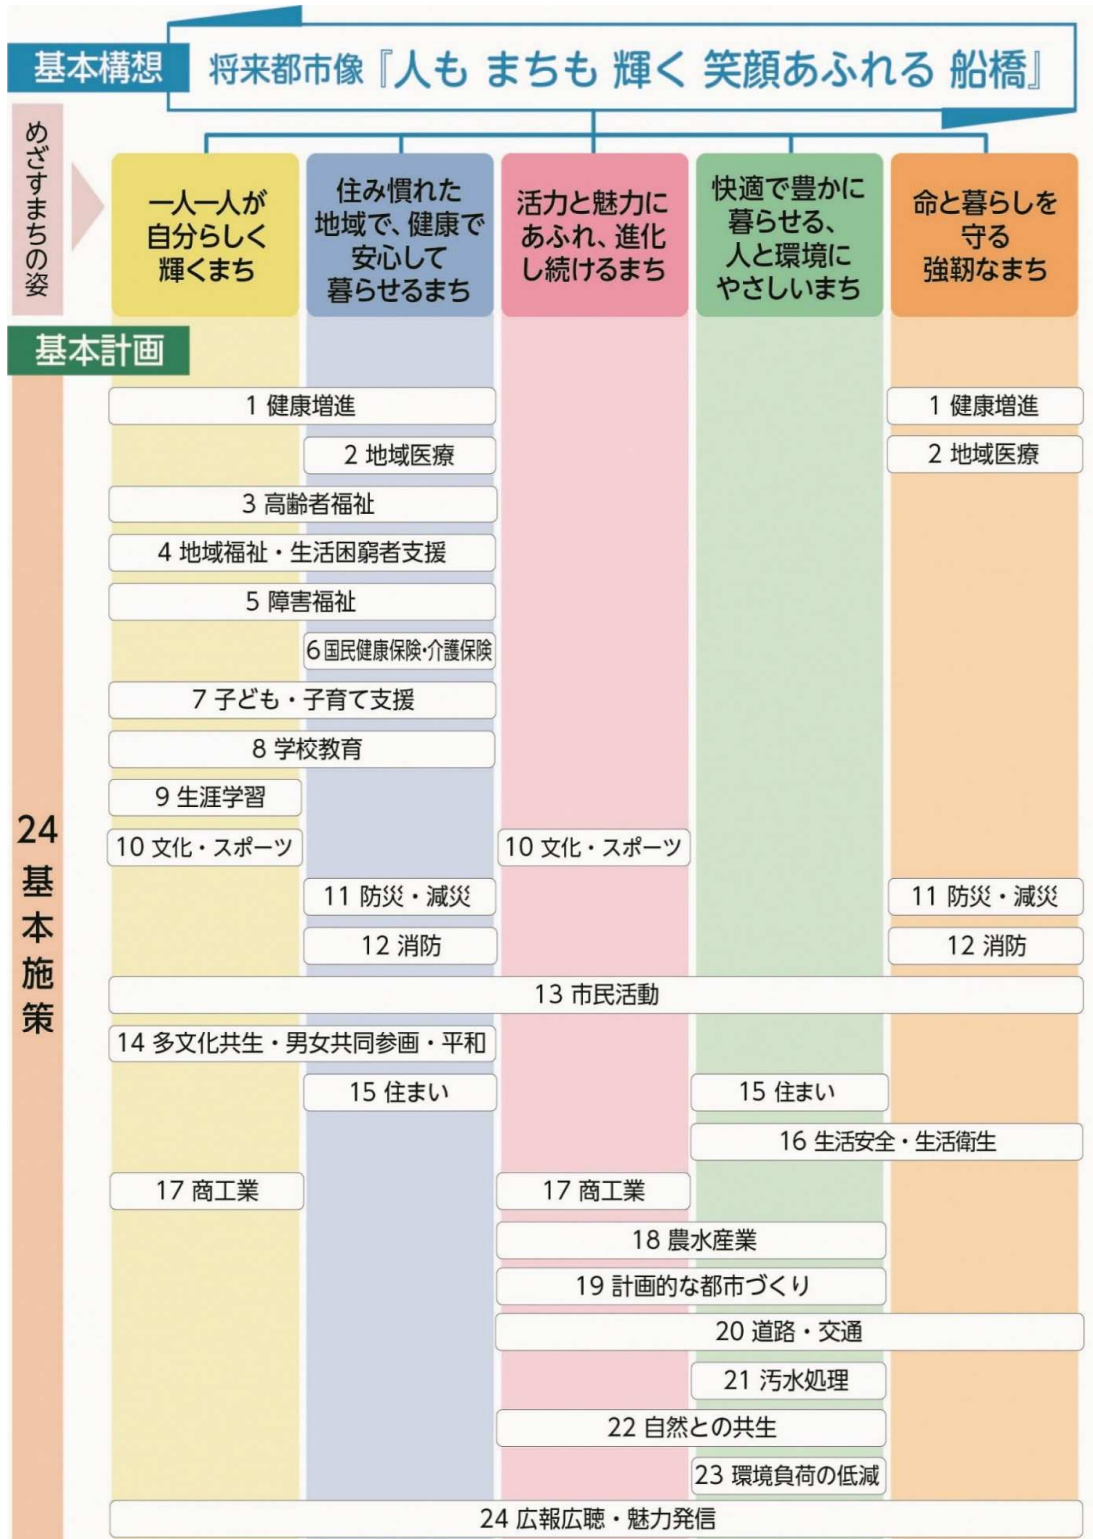 基本構想
将来都市像『人も まちも 輝く 笑顔あふれる 船橋』
めざすまちの姿
一人一人が
自分らしく
輝くまち
住み慣れた
地域で、健康で
安心して
暮らせるまち
活力と魅力に
あふれ、進化
し続けるまち
快適で豊かに
暮らせる、
人と環境に
やさしいまち
命と暮らしを
守る
強靭なまち
基本計画
24基本施策
1 健康増進
1 健康増進
2 地域医療
2 地域医療
3 高齢者福祉
4 地域福祉・生活困窮者支援
5 障害福祉
6 国民健康保険・介護保険
7 子ども・子育て支援
8 学校教育
9 生涯学習
10 文化・スポーツ
10 文化・スポーツ
11 防災・減災
11 防災・減災
12 消防
12 消防
13 市民活動
14 多文化共生・男女共同参画・平和
15 住まい
15 住まい
16 生活安全・生活衛生
17 商工業
17 商工業
18 農水産業
19 計画的な都市づくり
20 道路・交通
21 汚水処理
22 自然との共生
23 環境負荷の低減
24 広報広聴・魅力発信